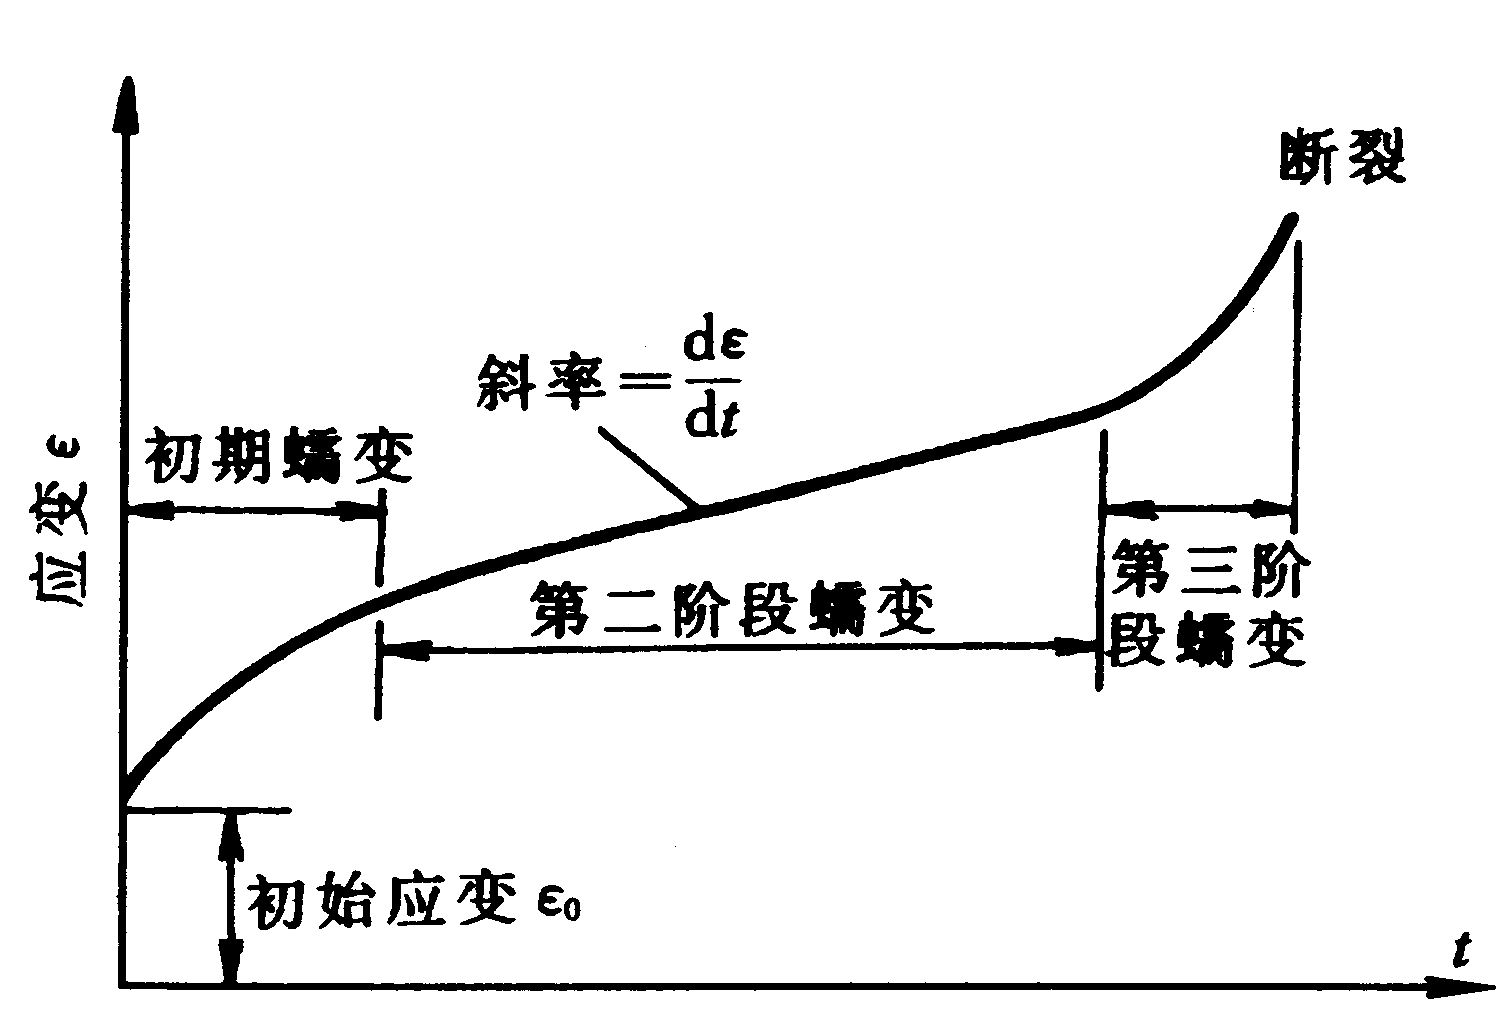 断裂
斜率=dε/dt
初期蠕变
应变 ε
第二阶段蠕变
第三阶
段蠕变
初始应变 ε₀
t